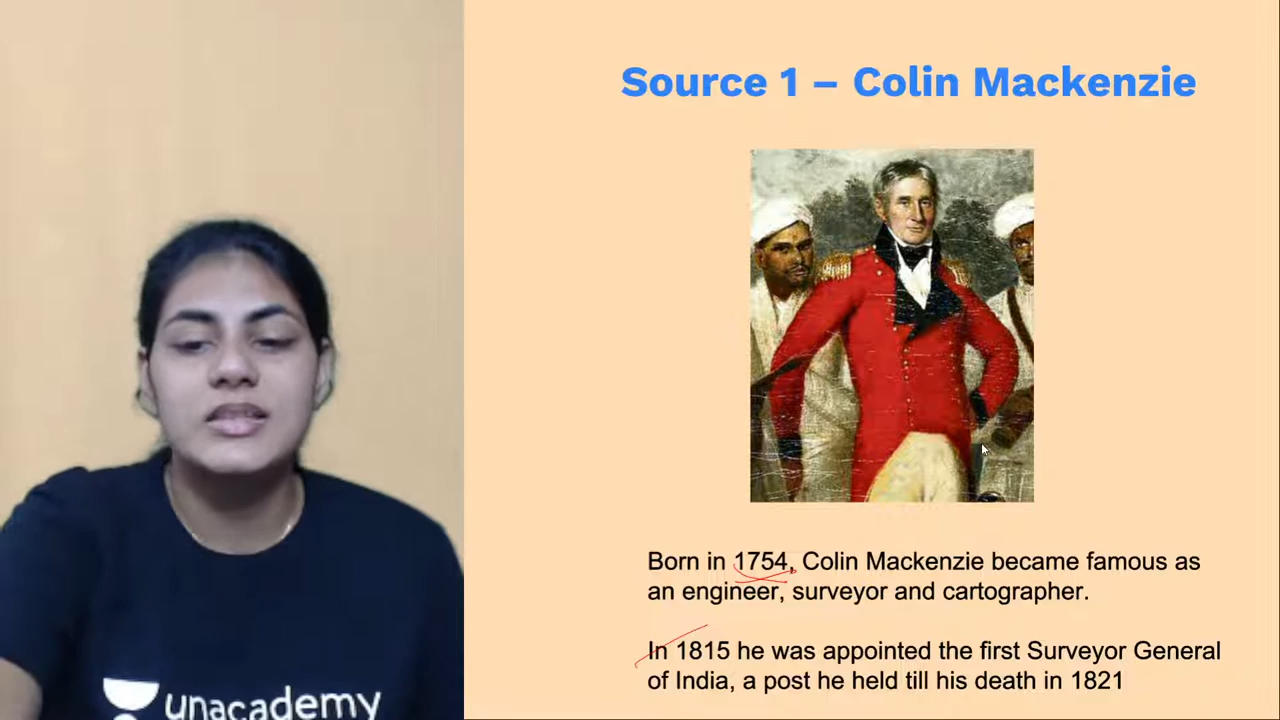 Source 1 – Colin Mackenzie
Born in 1754, Colin Mackenzie became famous as
an engineer, surveyor and cartographer.
In 1815 he was appointed the first Surveyor General
of India, a post he held till his death in 1821
unacademy